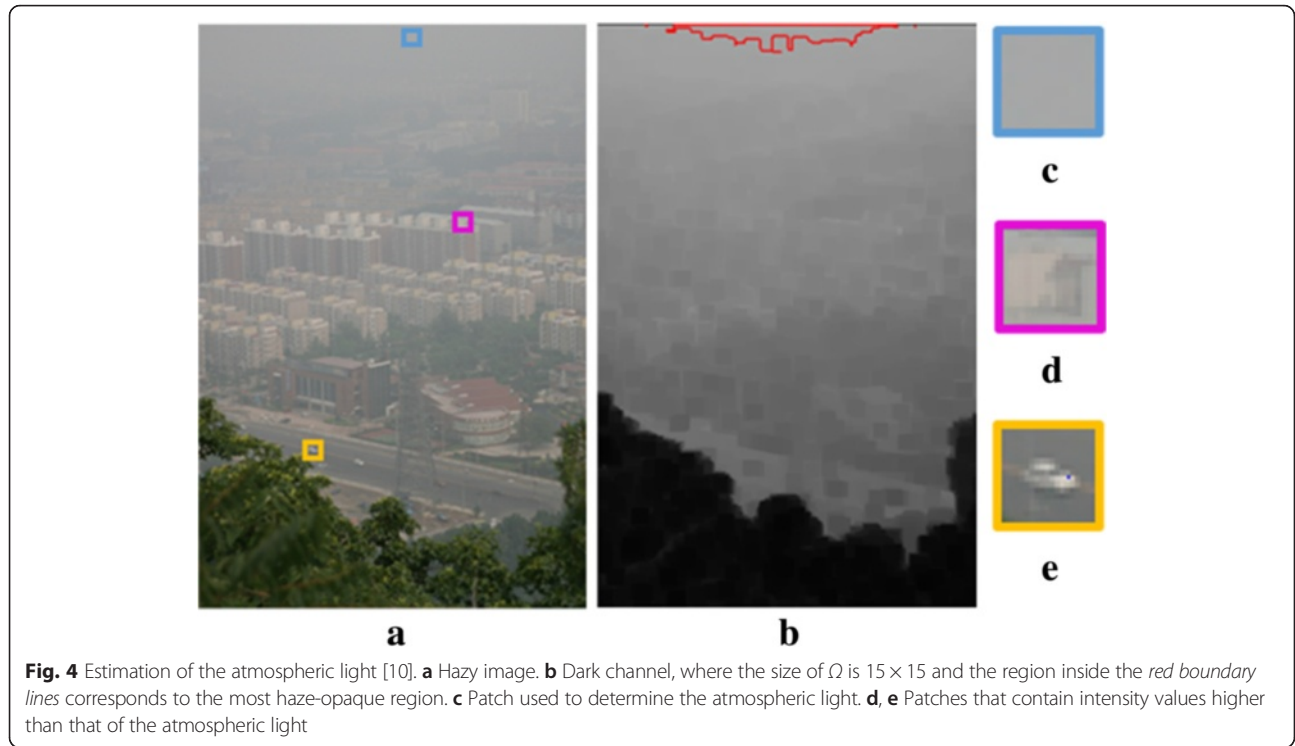 c
d
e
a b
Fig. 4 Estimation of the atmospheric light [10]. a Hazy image. b Dark channel, where the size of Ω is 15 × 15 and the region inside the red boundary
lines corresponds to the most haze-opaque region. c Patch used to determine the atmospheric light. d, e Patches that contain intensity values higher
than that of the atmospheric light